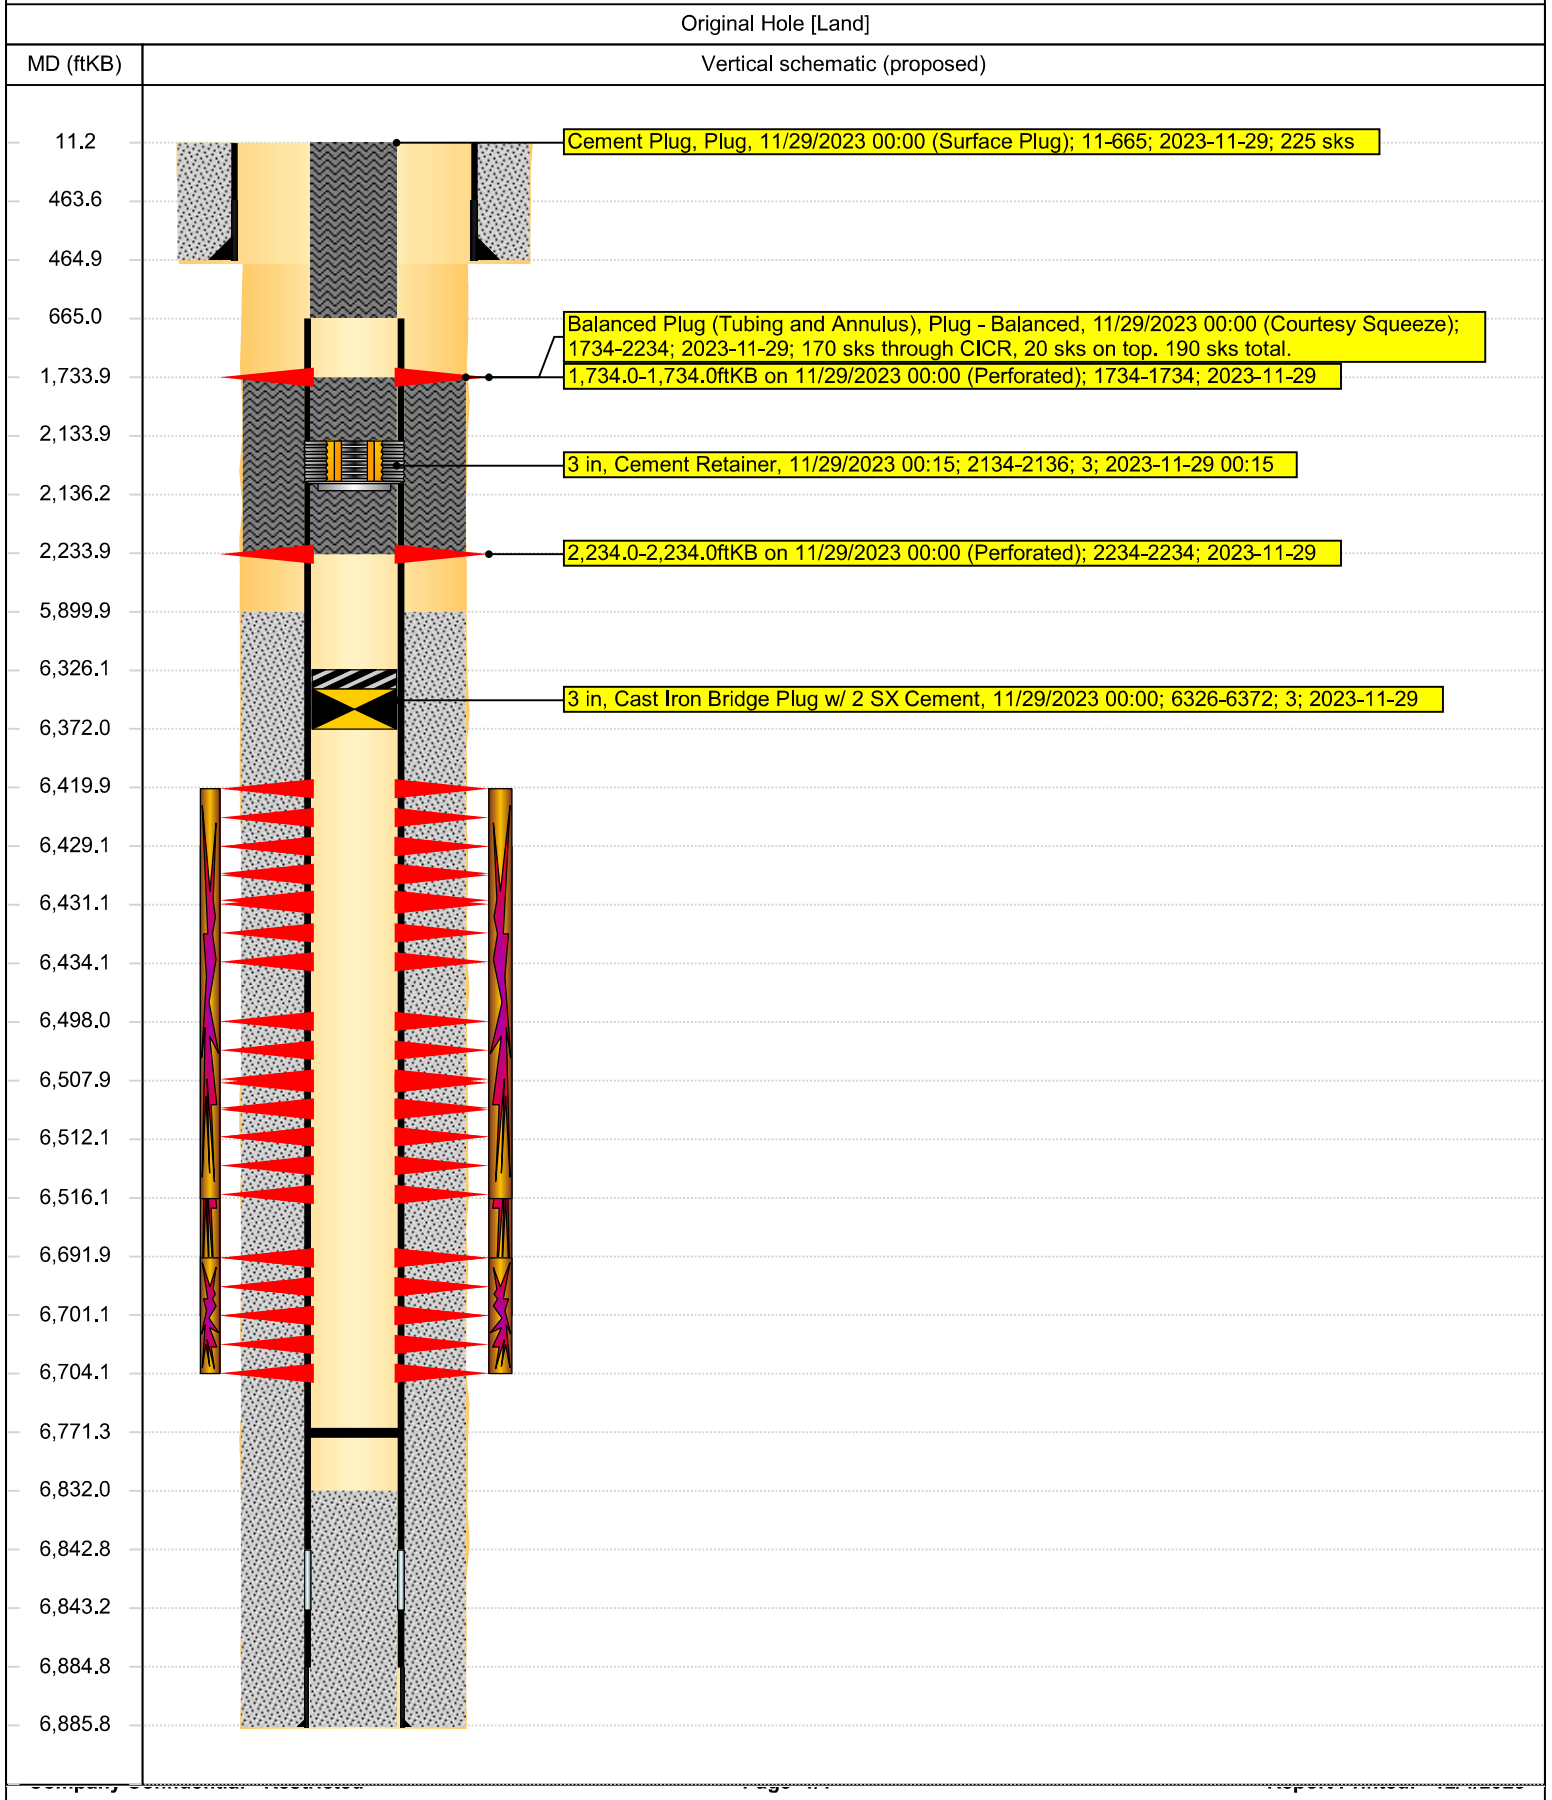 Original Hole [Land]
MD (ftKB)
Vertical schematic (proposed)
11.2
Cement Plug, Plug, 11/29/2023 00:00 (Surface Plug); 11-665; 2023-11-29; 225 sks
463.6
464.9
665.0
Balanced Plug (Tubing and Annulus), Plug - Balanced, 11/29/2023 00:00 (Courtesy Squeeze);
1734-2234; 2023-11-29; 170 sks through CICR, 20 sks on top. 190 sks total.
1,733.9
1,734.0-1,734.0ftKB on 11/29/2023 00:00 (Perforated); 1734-1734; 2023-11-29
2,133.9
3 in, Cement Retainer, 11/29/2023 00:15; 2134-2136; 3; 2023-11-29 00:15
2,136.2
2,233.9
2,234.0-2,234.0ftKB on 11/29/2023 00:00 (Perforated); 2234-2234; 2023-11-29
5,899.9
6,326.1
3 in, Cast Iron Bridge Plug w/ 2 SX Cement, 11/29/2023 00:00; 6326-6372; 3; 2023-11-29
6,372.0
6,419.9
6,429.1
6,431.1
6,434.1
6,498.0
6,507.9
6,512.1
6,516.1
6,691.9
6,701.1
6,704.1
6,771.3
6,832.0
6,842.8
6,843.2
6,884.8
6,885.8